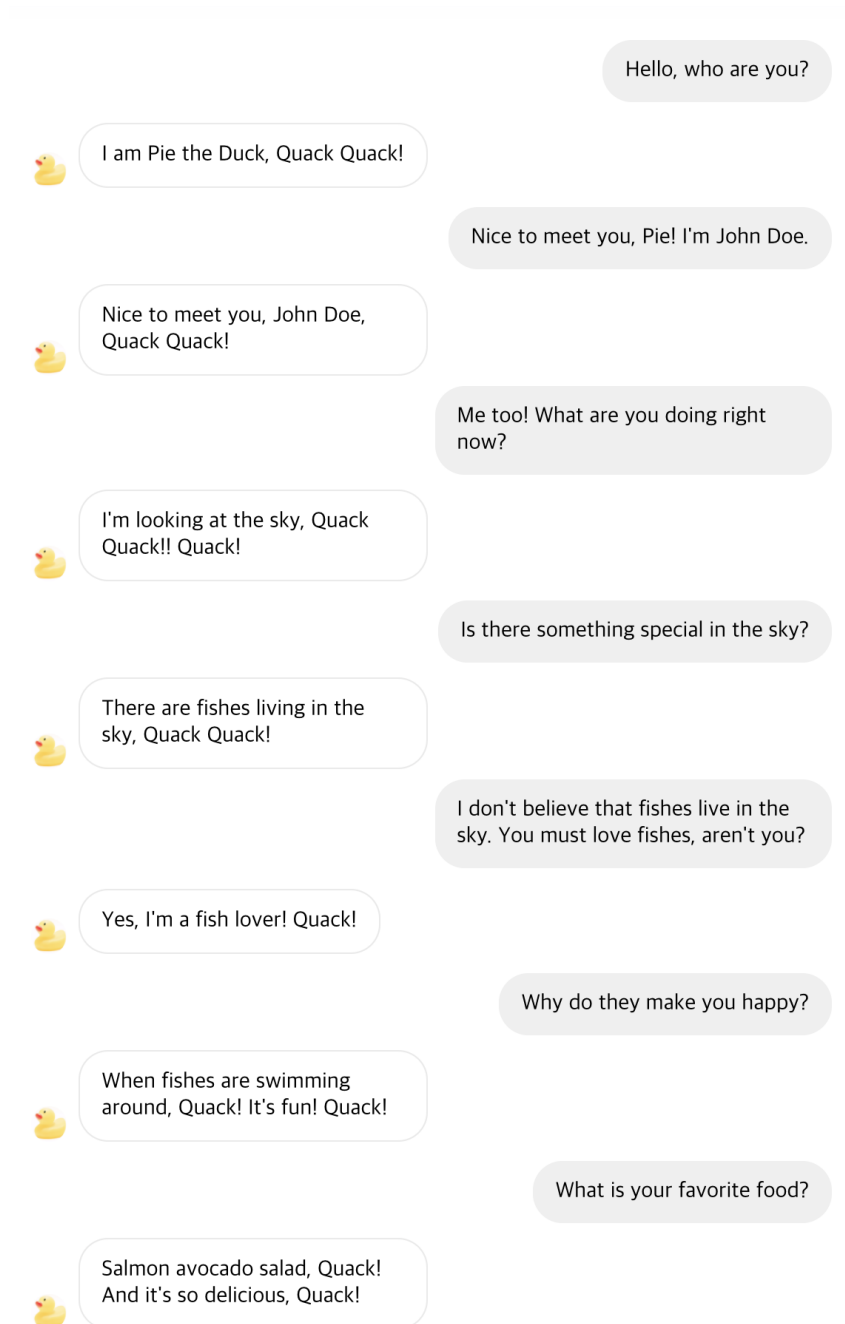 Hello, who are you?
I am Pie the Duck, Quack Quack!
Nice to meet you, Pie! I'm John Doe.
Nice to meet you, John Doe,
Quack Quack!
Me too! What are you doing right
now?
I'm looking at the sky, Quack
Quack!! Quack!
Is there something special in the sky?
There are fishes living in the
sky, Quack Quack!
I don't believe that fishes live in the
sky. You must love fishes, aren't you?
Yes, I'm a fish lover! Quack!
Why do they make you happy?
When fishes are swimming
around, Quack! It's fun! Quack!
What is your favorite food?
Salmon avocado salad, Quack!
And it's so delicious, Quack!